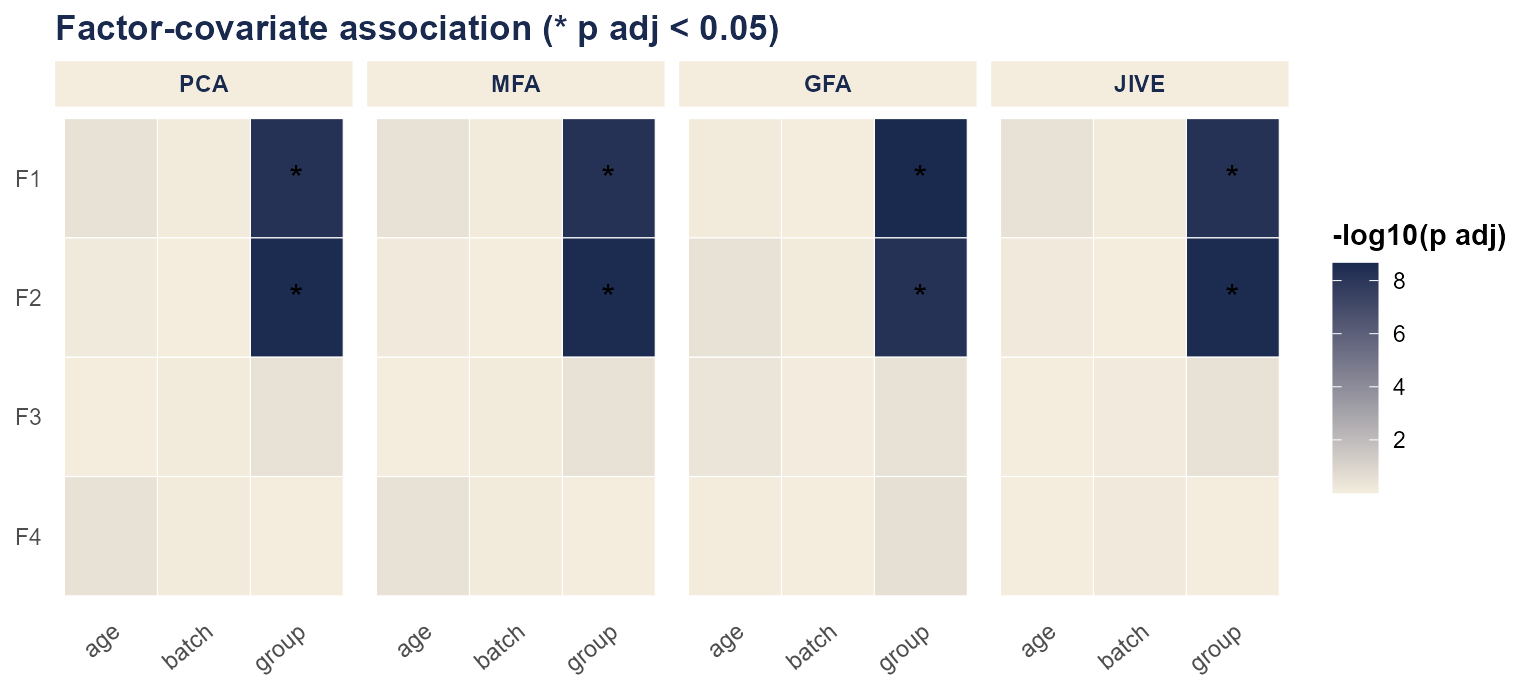 Factor-covariate association (* p adj < 0.05)
PCA MFA GFA JIVE
F1 * * * *
F2 * * * *
F3
F4
age batch group age batch group age batch group age batch group
-log10(p adj)
8
6
4
2